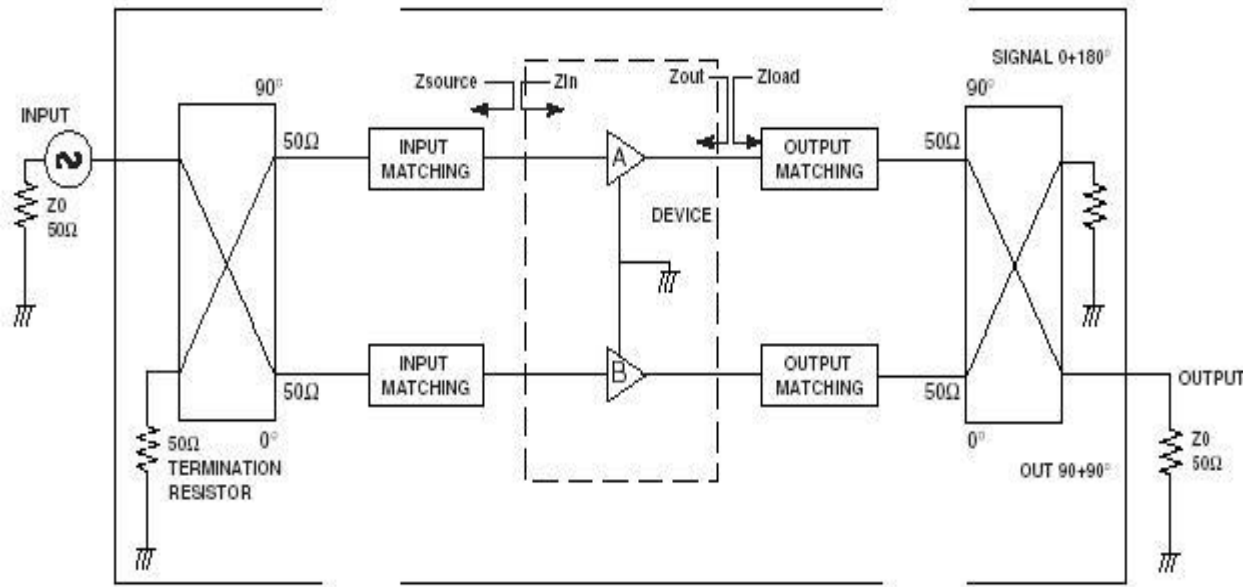 SIGNAL 0+180°
90°
Zsource
Zin
Zout
Zload
90°
INPUT
50Ω
INPUT
MATCHING
A
OUTPUT
MATCHING
50Ω
Z0
50Ω
DEVICE
INPUT
MATCHING
B
OUTPUT
MATCHING
OUTPUT
50Ω
50Ω
50Ω
TERMINATION
RESISTOR
0°
0°
OUT 90+90°
Z0
50Ω